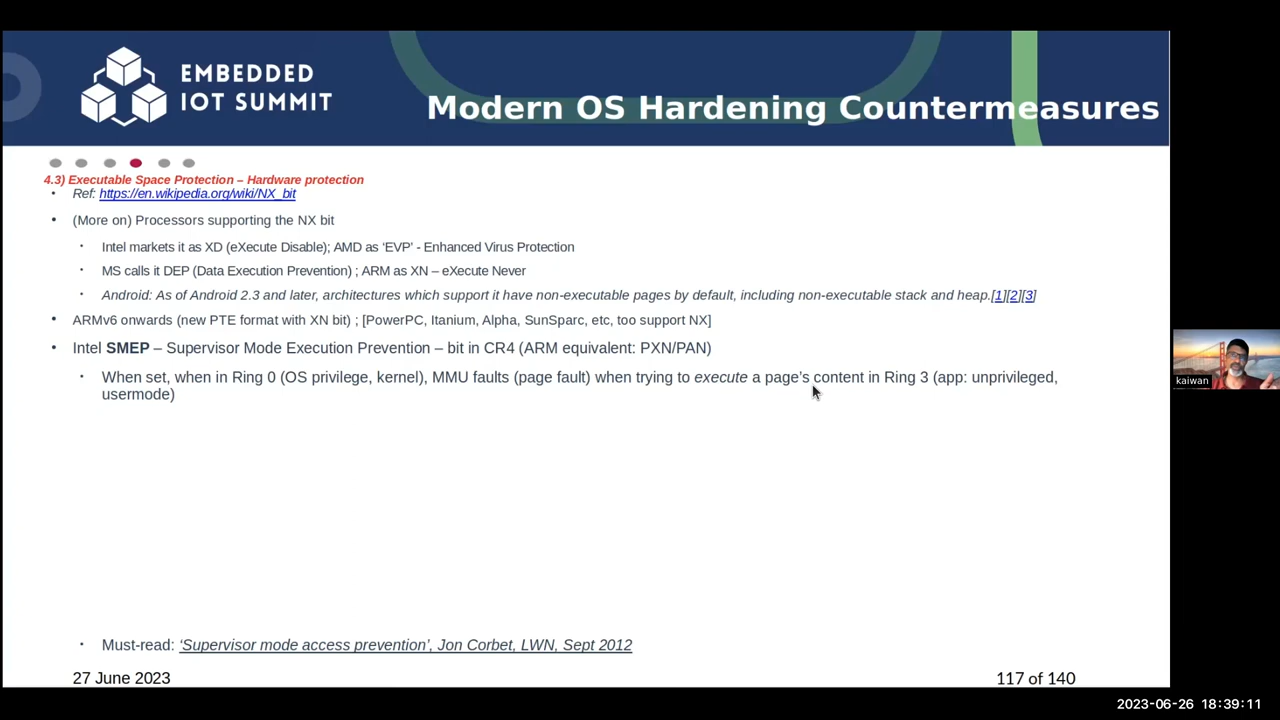 EMBEDDED
IOT SUMMIT
Modern OS Hardening Countermeasures
4.3) Executable Space Protection – Hardware protection
• Ref: https://en.wikipedia.org/wiki/NX_bit
• (More on) Processors supporting the NX bit
• Intel markets it as XD (eXecute Disable); AMD as 'EVP' - Enhanced Virus Protection
• MS calls it DEP (Data Execution Prevention) ; ARM as XN – eXecute Never
• Android: As of Android 2.3 and later, architectures which support it have non-executable pages by default, including non-executable stack and heap.[1][2][3]
• ARMv6 onwards (new PTE format with XN bit) ; [PowerPC, Itanium, Alpha, SunSparc, etc, too support NX]
• Intel SMEP – Supervisor Mode Execution Prevention – bit in CR4 (ARM equivalent: PXN/PAN)
• When set, when in Ring 0 (OS privilege, kernel), MMU faults (page fault) when trying to execute a page's content in Ring 3 (app: unprivileged,
usermode)
kaiwan
• Must-read: 'Supervisor mode access prevention', Jon Corbet, LWN, Sept 2012
27 June 2023
117 of 140
2023-06-26 18:39:11